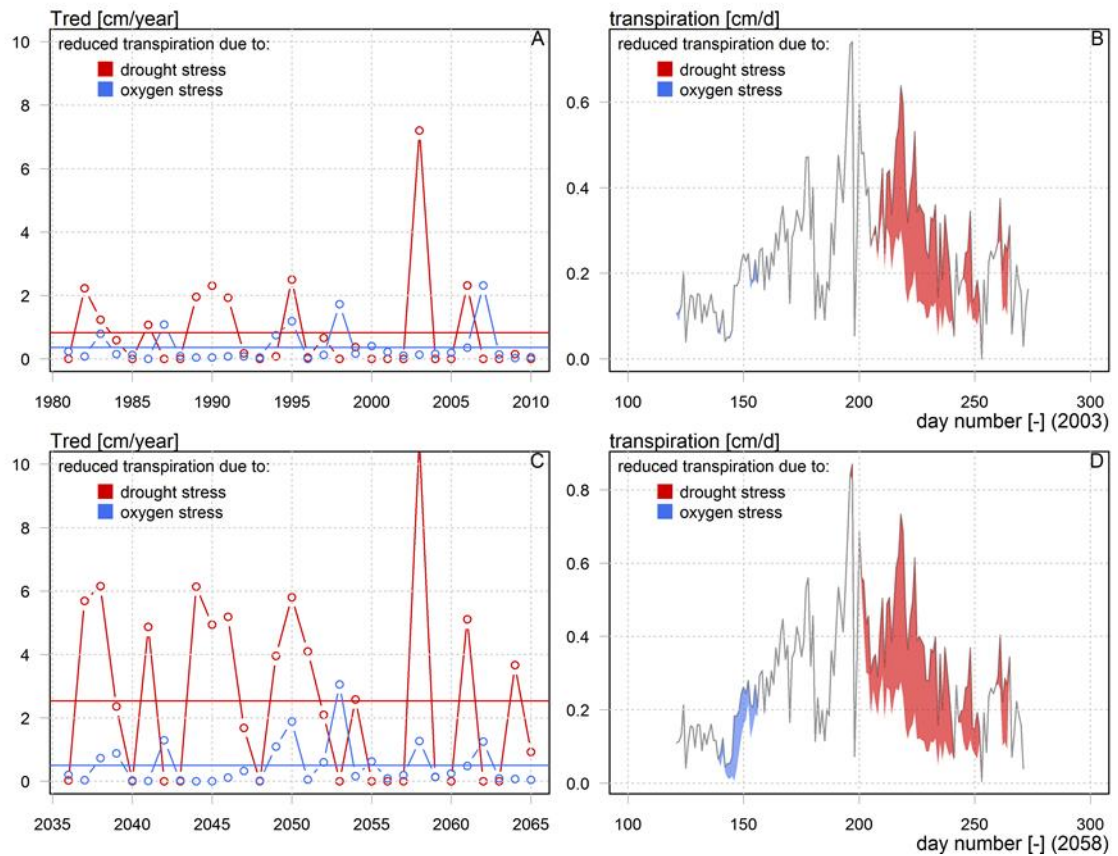 Tred [cm/year]
A
reduced transpiration due to:
drought stress
oxygen stress
10
8
6
4
2
0
1980 1985 1990 1995 2000 2005 2010
transpiration [cm/d]
B
reduced transpiration due to:
drought stress
oxygen stress
0.6
0.4
0.2
0.0
100 150 200 250 300
day number [-] (2003)
Tred [cm/year]
C
reduced transpiration due to:
drought stress
oxygen stress
10
8
6
4
2
0
2035 2040 2045 2050 2055 2060 2065
transpiration [cm/d]
D
reduced transpiration due to:
drought stress
oxygen stress
0.8
0.6
0.4
0.2
0.0
100 150 200 250 300
day number [-] (2058)